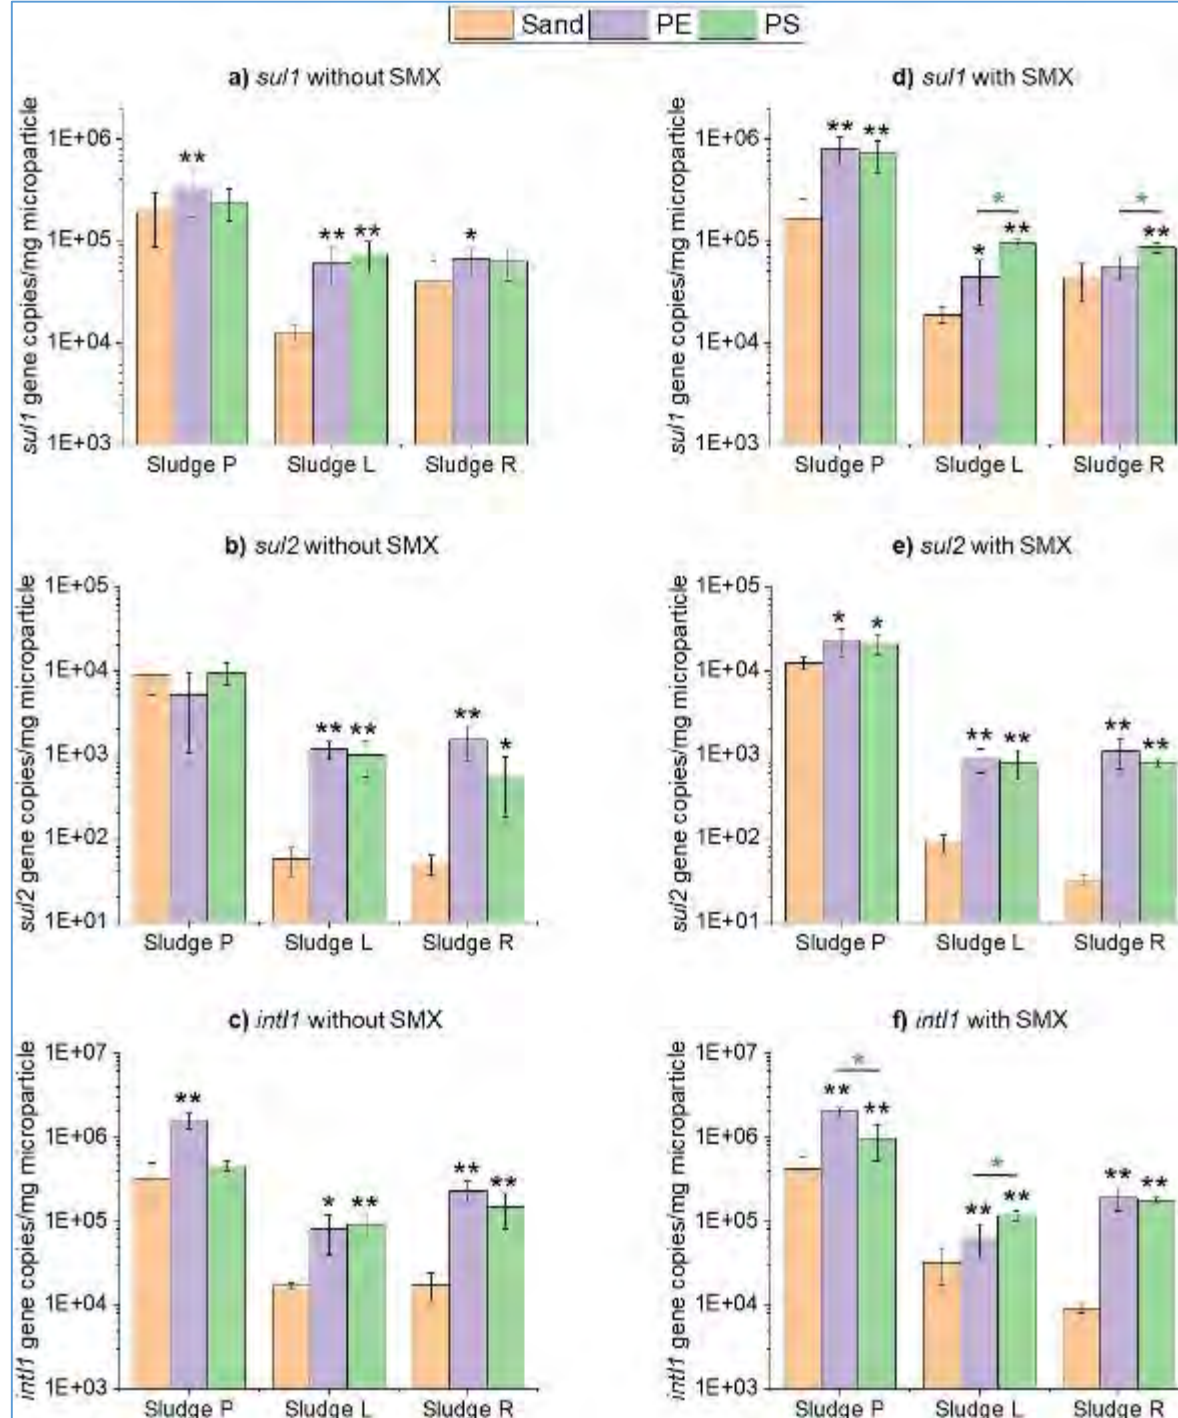 Sand PE PS
a) sul1 without SMX
sul1 gene copies/mg microparticle
1E+06
1E+05
1E+04
1E+03
** ** ** *
Sludge P Sludge L Sludge R
d) sul1 with SMX
sul1 gene copies/mg microparticle
1E+06
1E+05
1E+04
1E+03
** ** * ** * * **
Sludge P Sludge L Sludge R
b) sul2 without SMX
sul2 gene copies/mg microparticle
1E+05
1E+04
1E+03
1E+02
1E+01
** ** ** *
Sludge P Sludge L Sludge R
e) sul2 with SMX
sul2 gene copies/mg microparticle
1E+05
1E+04
1E+03
1E+02
1E+01
* * ** ** ** **
Sludge P Sludge L Sludge R
c) intI1 without SMX
intI1 gene copies/mg microparticle
1E+07
1E+06
1E+05
1E+04
1E+03
** * ** ** **
Sludge P Sludge L Sludge R
f) intI1 with SMX
intI1 gene copies/mg microparticle
1E+07
1E+06
1E+05
1E+04
1E+03
* ** ** * ** ** ** **
Sludge P Sludge L Sludge R